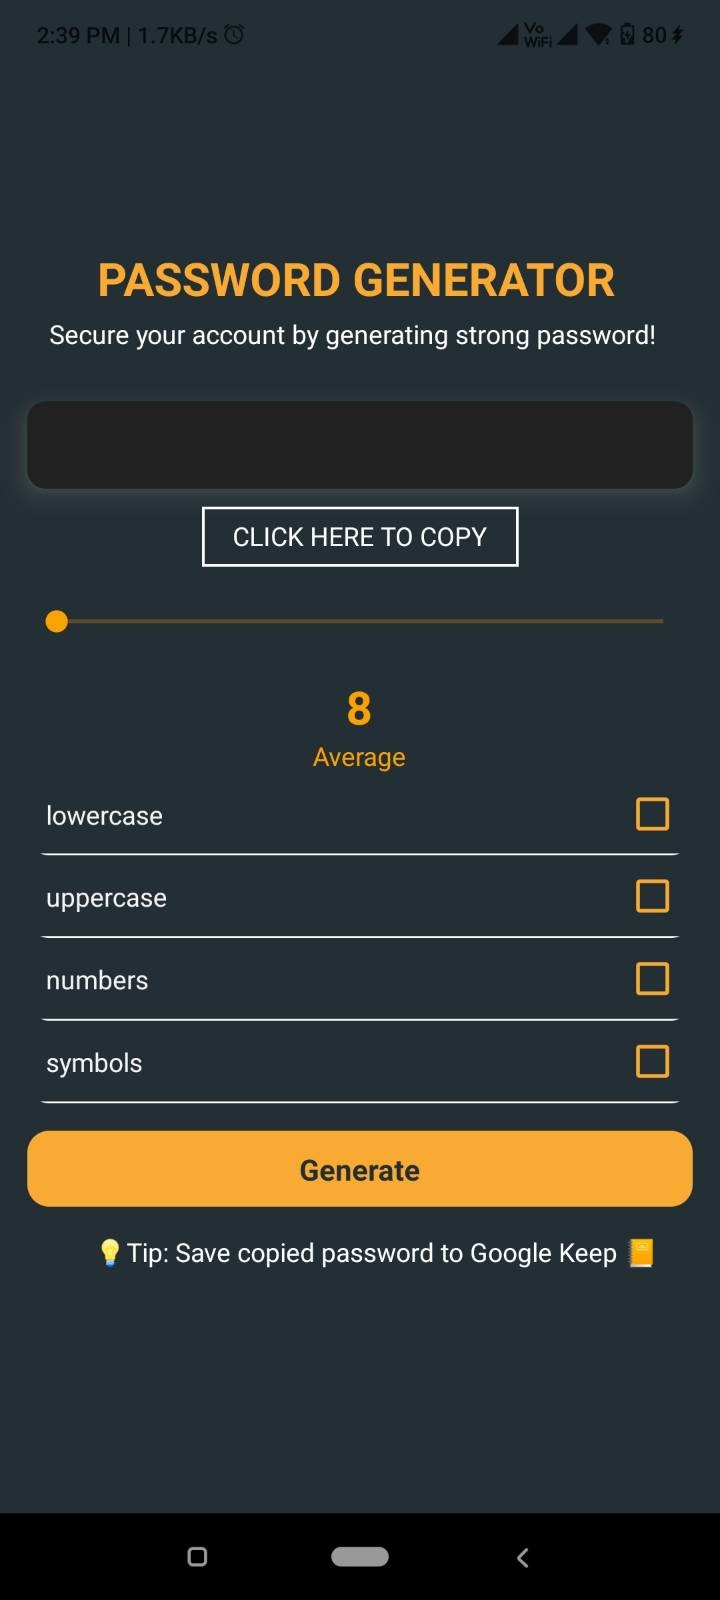 2:39 PM | 1.7KB/s
Vo WiFi 80
PASSWORD GENERATOR
Secure your account by generating strong password!
CLICK HERE TO COPY
8
Average
lowercase
uppercase
numbers
symbols
Generate
💡Tip: Save copied password to Google Keep 📒